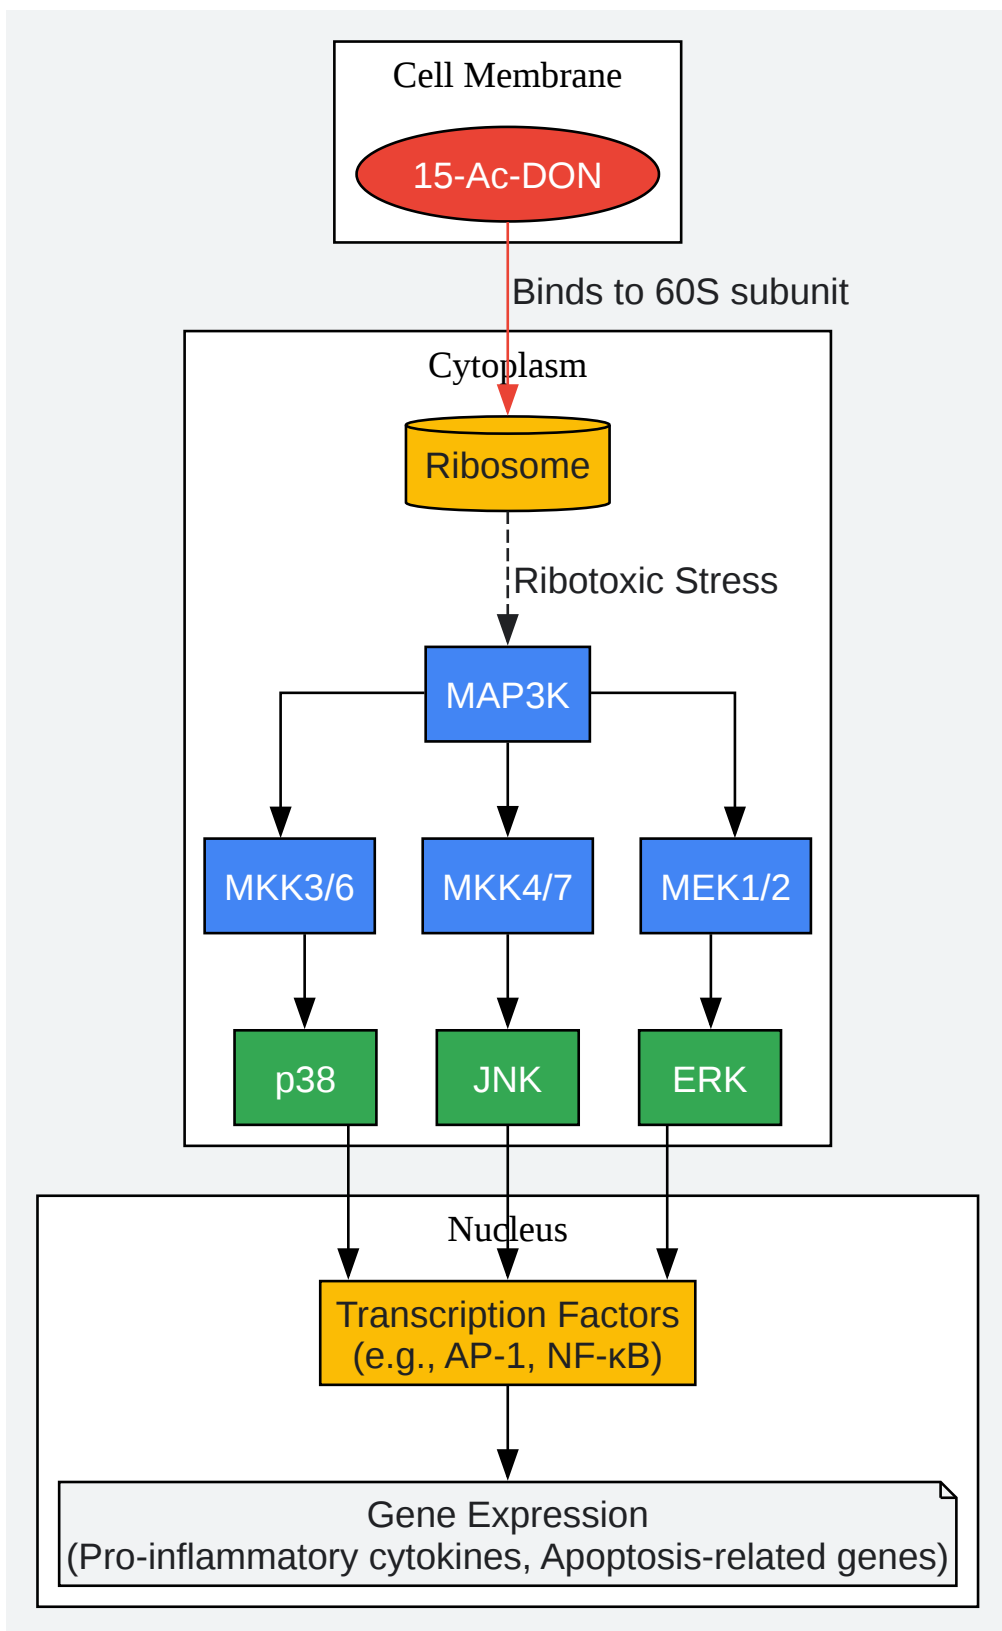 Cell Membrane
15-Ac-DON
Binds to 60S subunit
Cytoplasm
Ribosome
Ribotoxic Stress
MAP3K
MKK3/6
MKK4/7
MEK1/2
p38
JNK
ERK
Nucleus
Transcription Factors
(e.g., AP-1, NF-κB)
Gene Expression
(Pro-inflammatory cytokines, Apoptosis-related genes)